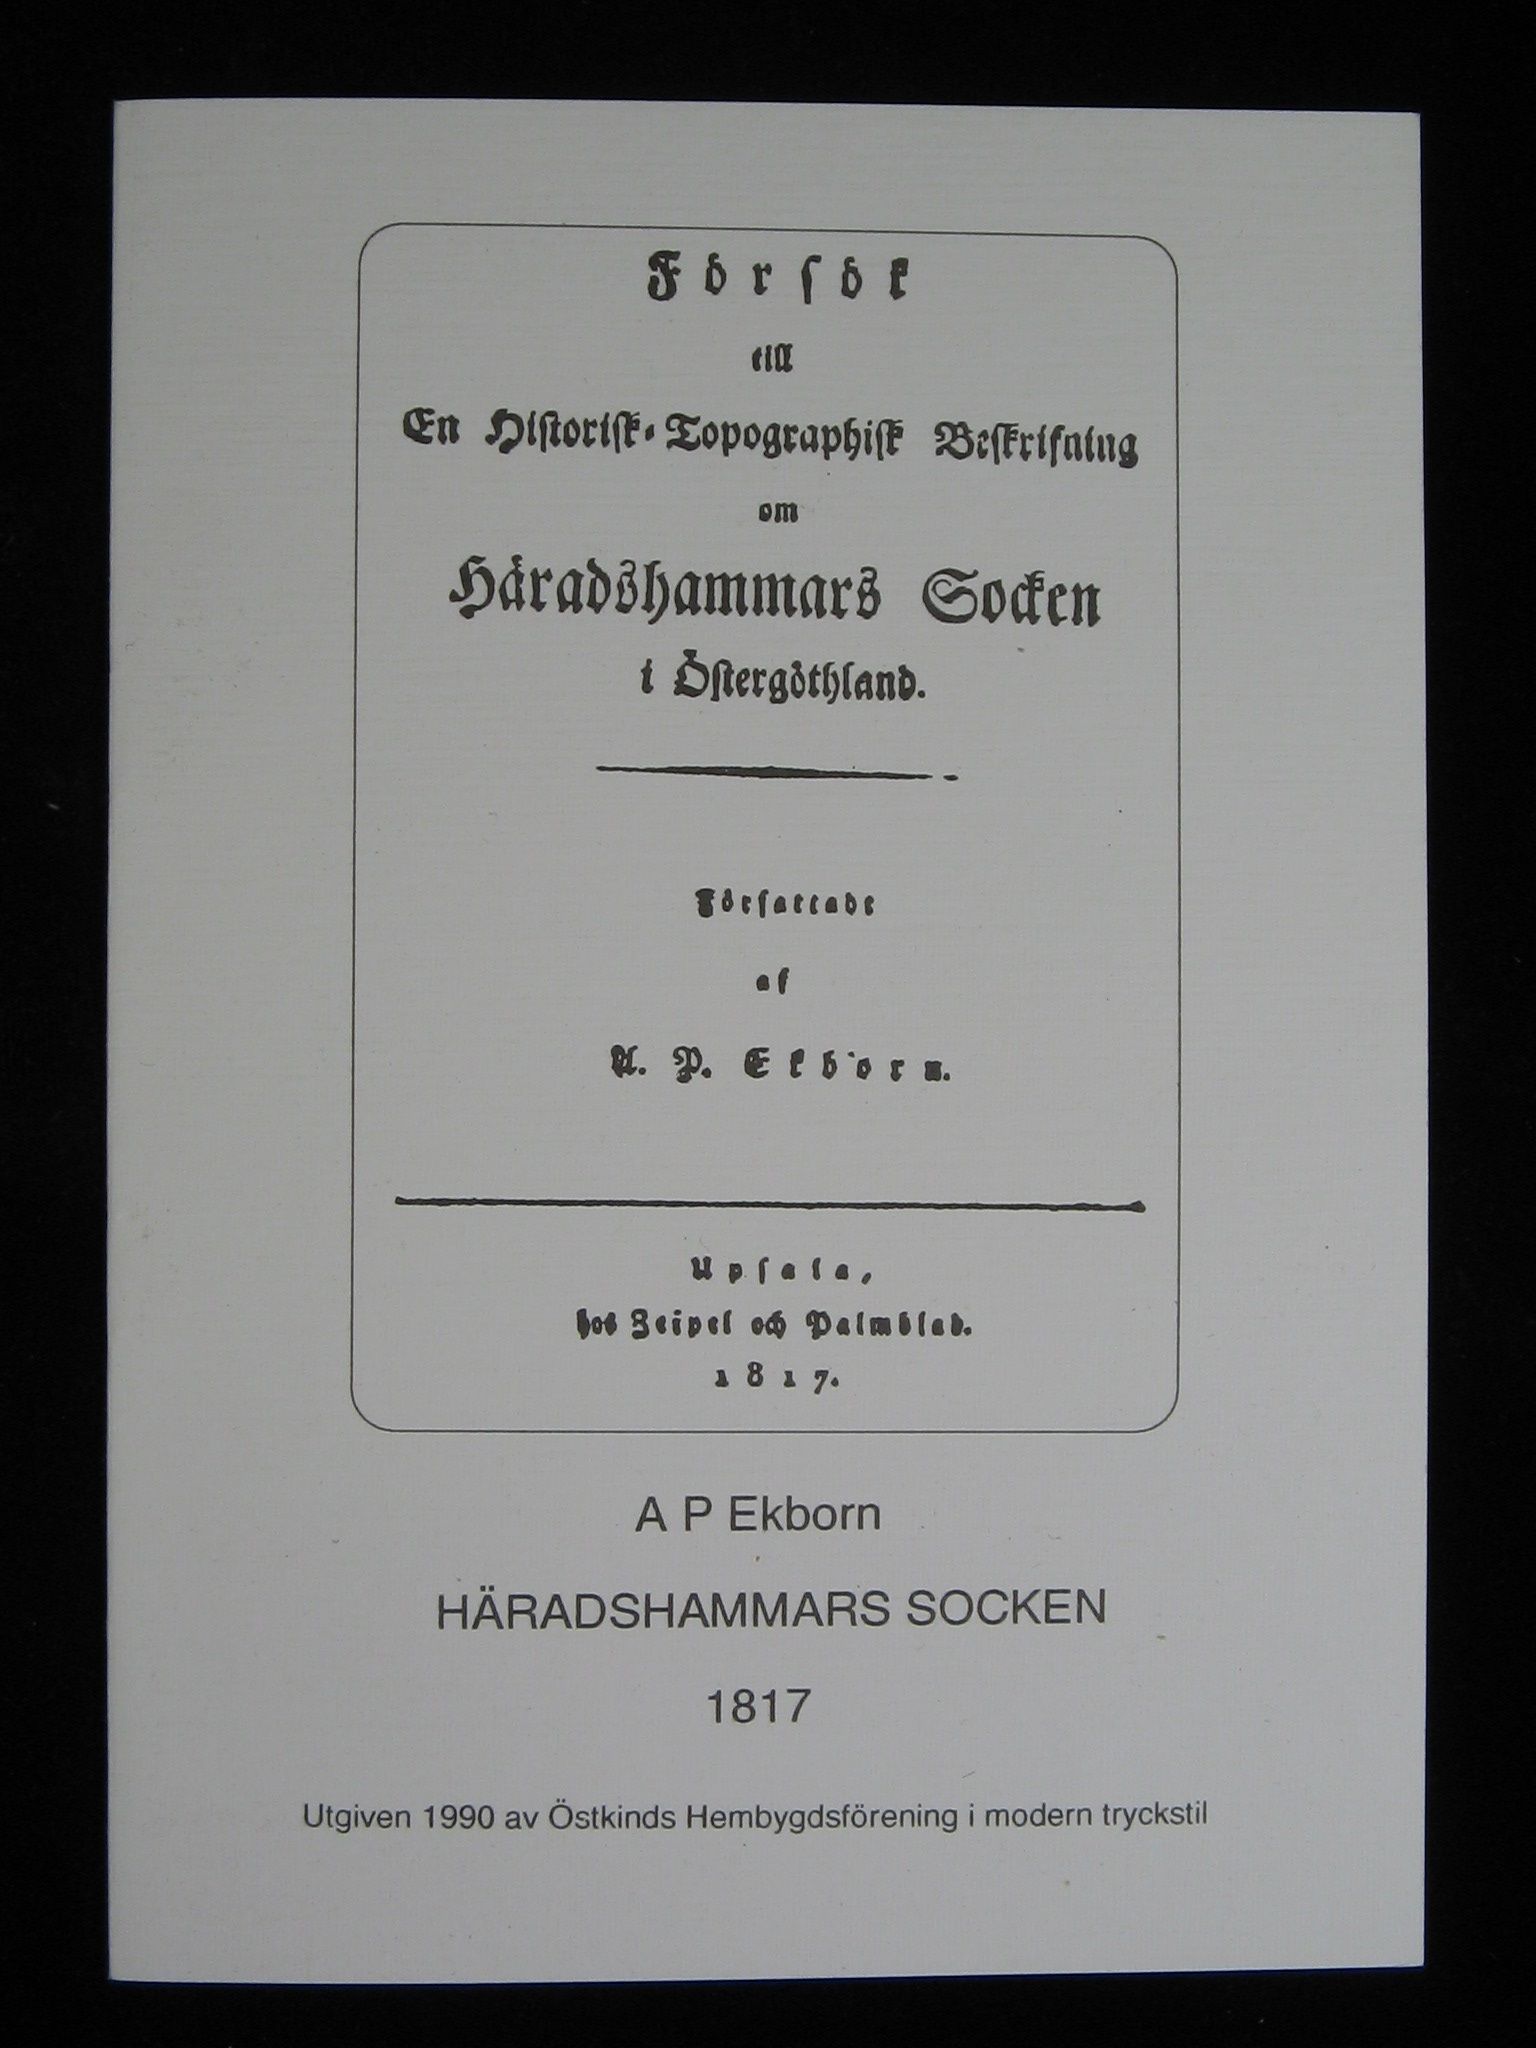 Försök
till
En Historisk-Topographisk Beskrifning
om
Häradshammars Socken
i Östergöthland.
Författadt
af
A. P. Ekborn.
Upsala,
hos Zeipel och Palmblad.
1817.
A P Ekborn
HÄRADSHAMMARS SOCKEN
1817
Utgiven 1990 av Östkinds Hembygdsförening i modern tryckstil